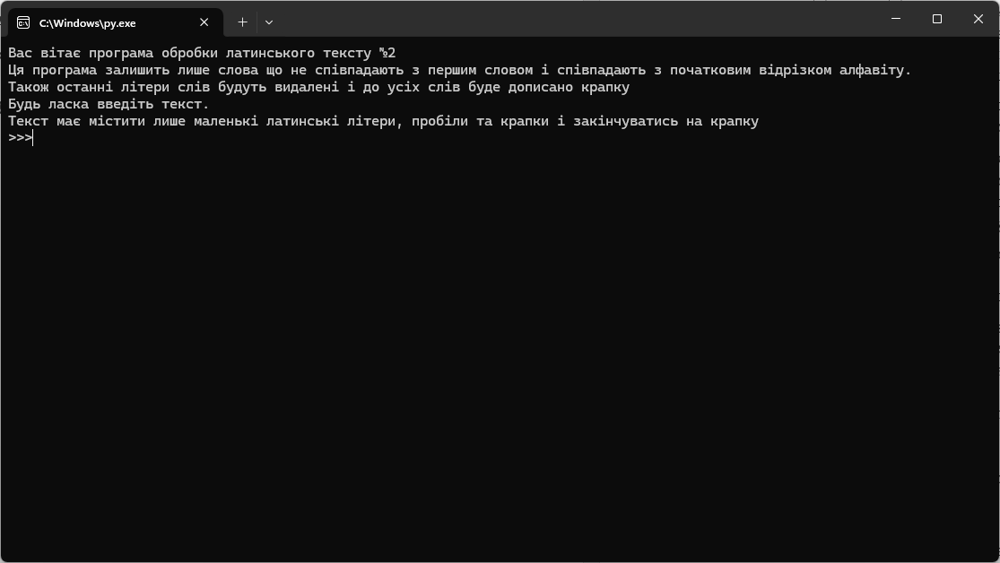 C:\Windows\py.exe
Вас вітає програма обробки латинського тексту №2
Ця програма залишить лише слова що не співпадають з першим словом і співпадають з початковим відрізком алфавіту.
Також останні літери слів будуть видалені і до усіх слів буде дописано крапку
Будь ласка введіть текст.
Текст має містити лише маленькі латинські літери, пробіли та крапки і закінчуватись на крапку
>>>